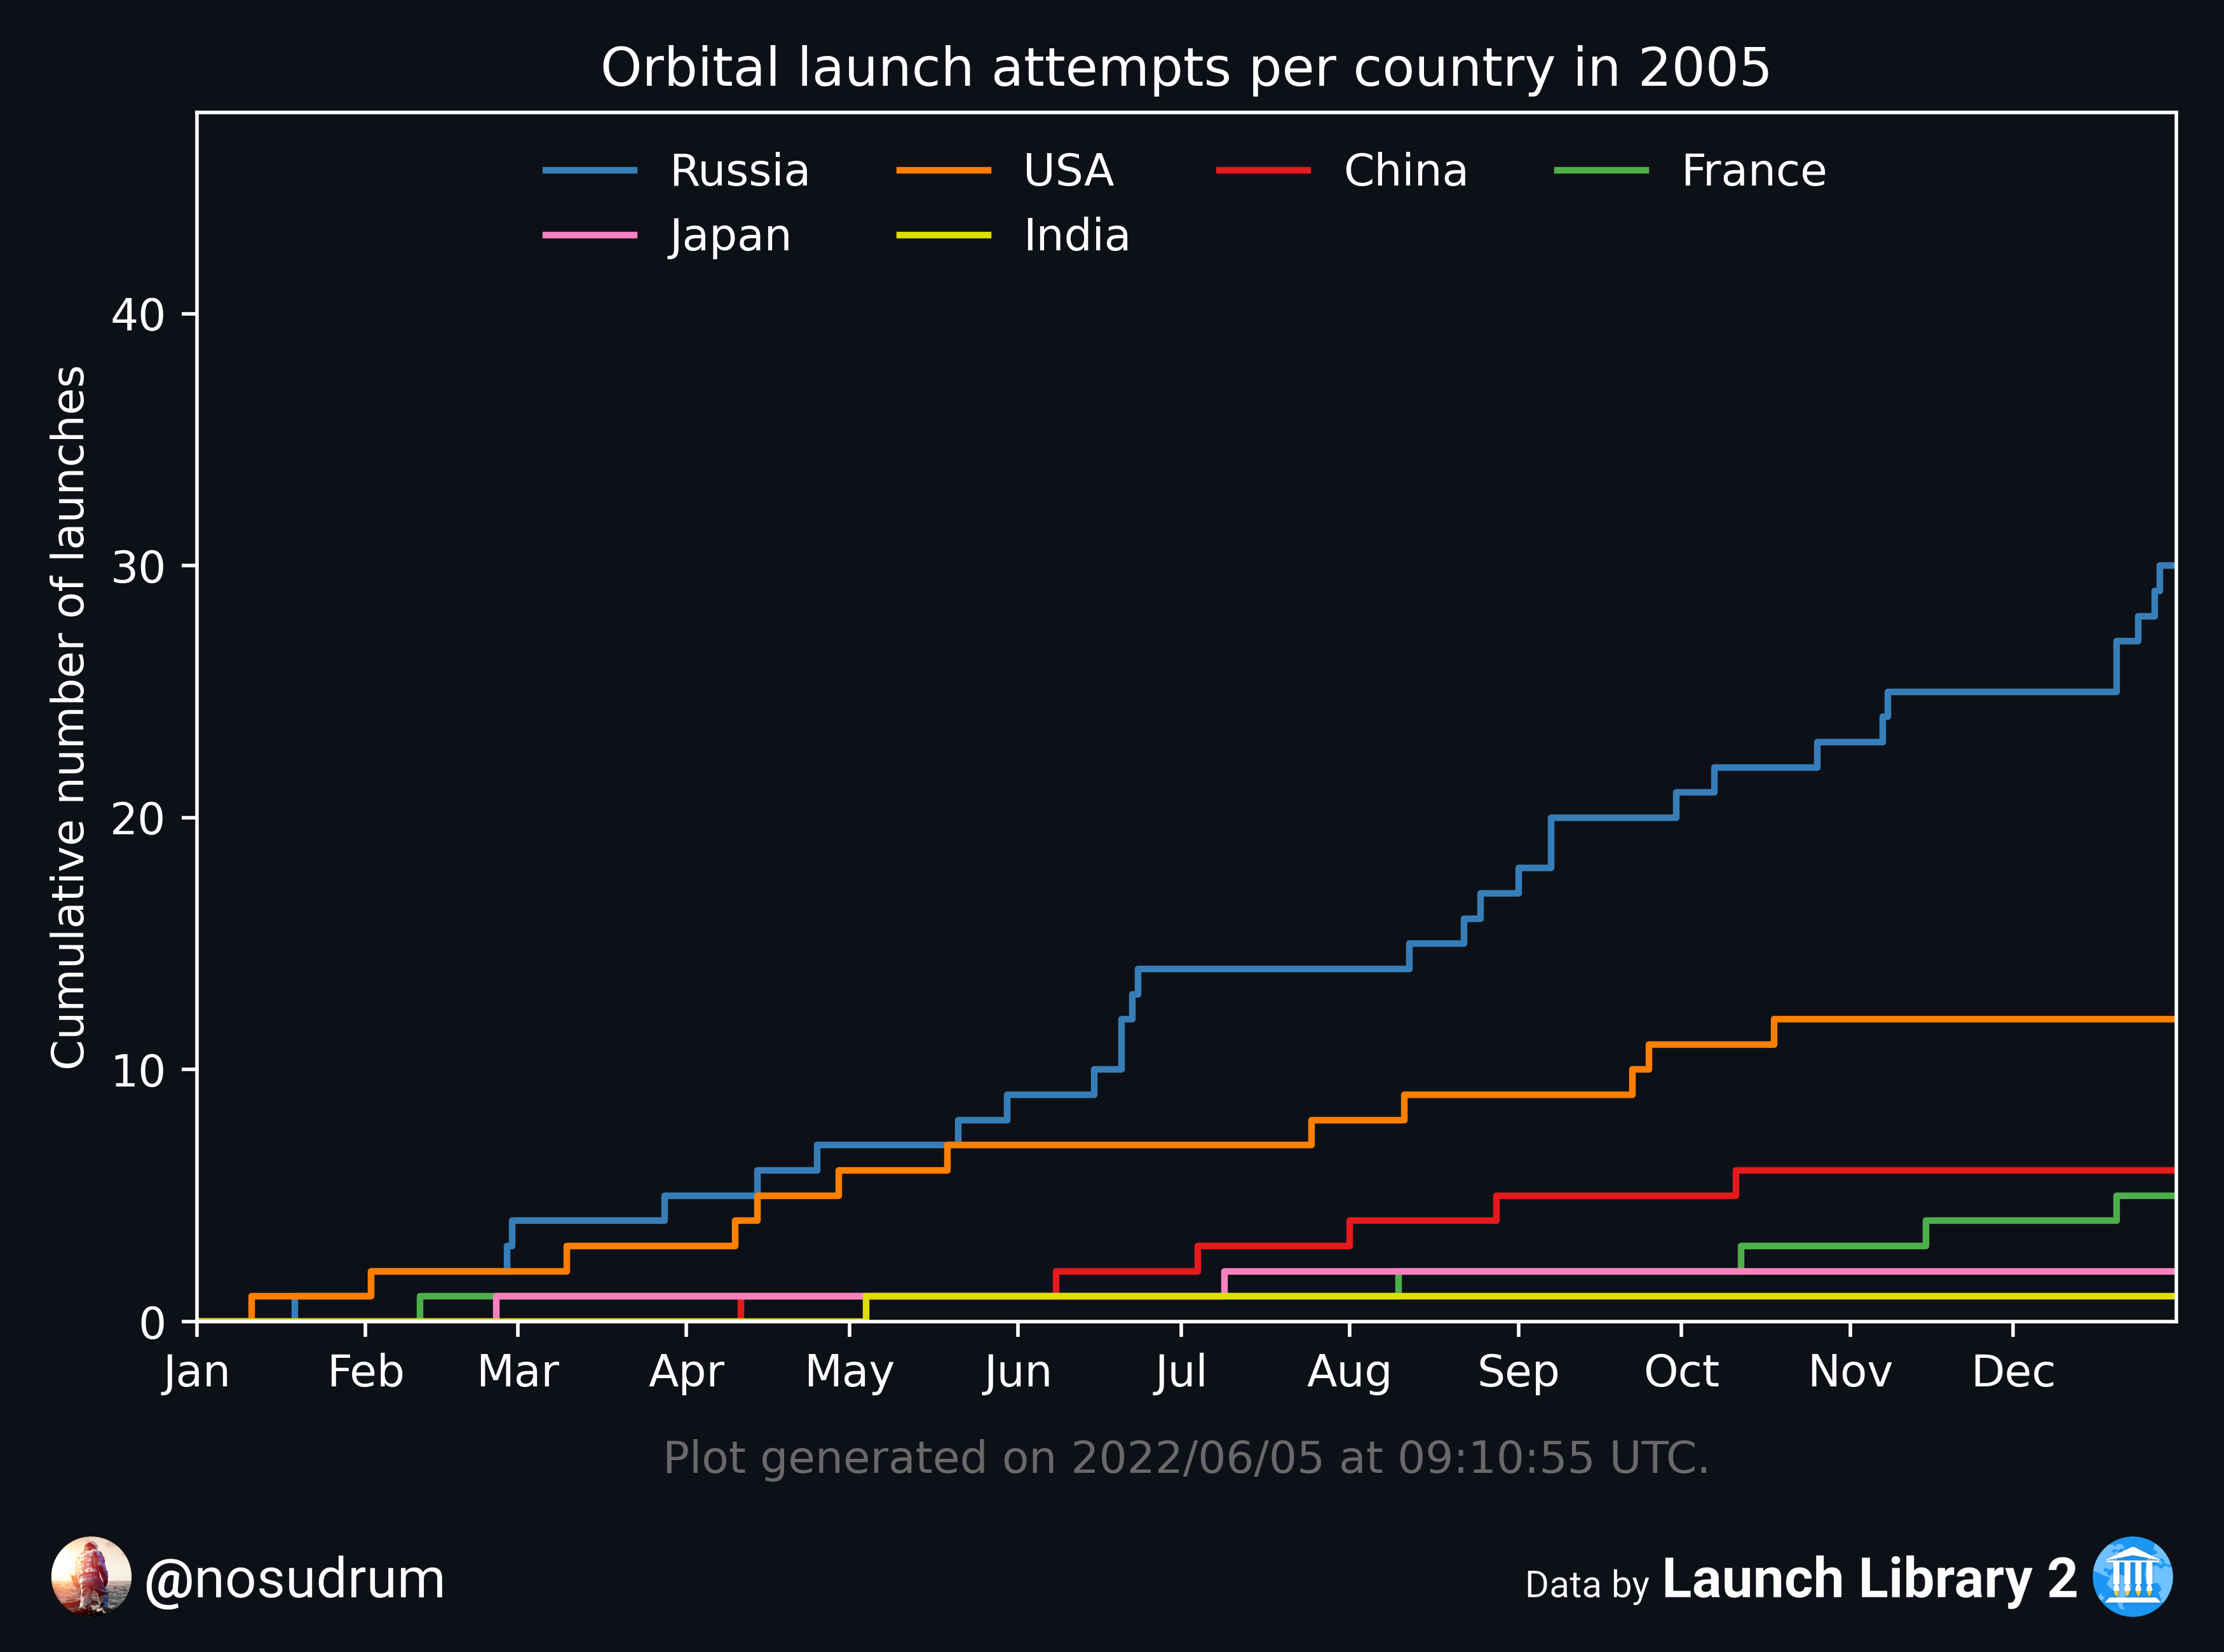 Orbital launch attempts per country in 2005
Russia USA China France
Japan India
Cumulative number of launches
40
30
20
10
0
Jan Feb Mar Apr May Jun Jul Aug Sep Oct Nov Dec
Plot generated on 2022/06/05 at 09:10:55 UTC.
@nosudrum
Data by Launch Library 2